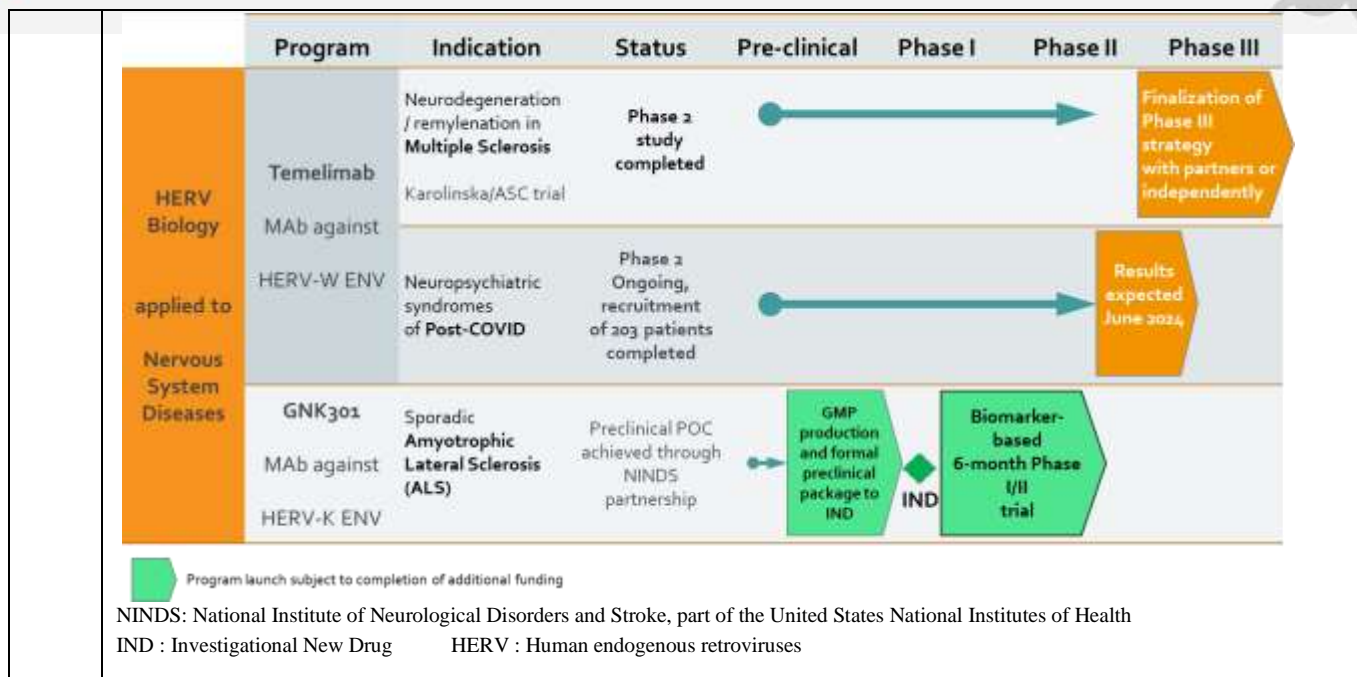 Program Indication Status Pre-clinical Phase I Phase II Phase III
HERV
Biology
applied to
Nervous
System
Diseases
Temelimab
MAb against
HERV-W ENV
Neurodegeneration
/ remylenation in
Multiple Sclerosis
Karolinska/ASC trial
Phase 2
study
completed
Finalization of
Phase III
strategy
with partners or
independently
Neuropsychiatric
syndromes
of Post-COVID
Phase 2
Ongoing,
recruitment
of 203 patients
completed
Results
expected
June 2024
GNK301
MAb against
HERV-K ENV
Sporadic
Amyotrophic
Lateral Sclerosis
(ALS)
Preclinical POC
achieved through
NINDS
partnership
GMP
production
and formal
preclinical
package to
IND
IND
Biomarker-
based
6-month Phase
I/II
trial
Program launch subject to completion of additional funding
NINDS: National Institute of Neurological Disorders and Stroke, part of the United States National Institutes of Health
IND : Investigational New Drug HERV : Human endogenous retroviruses